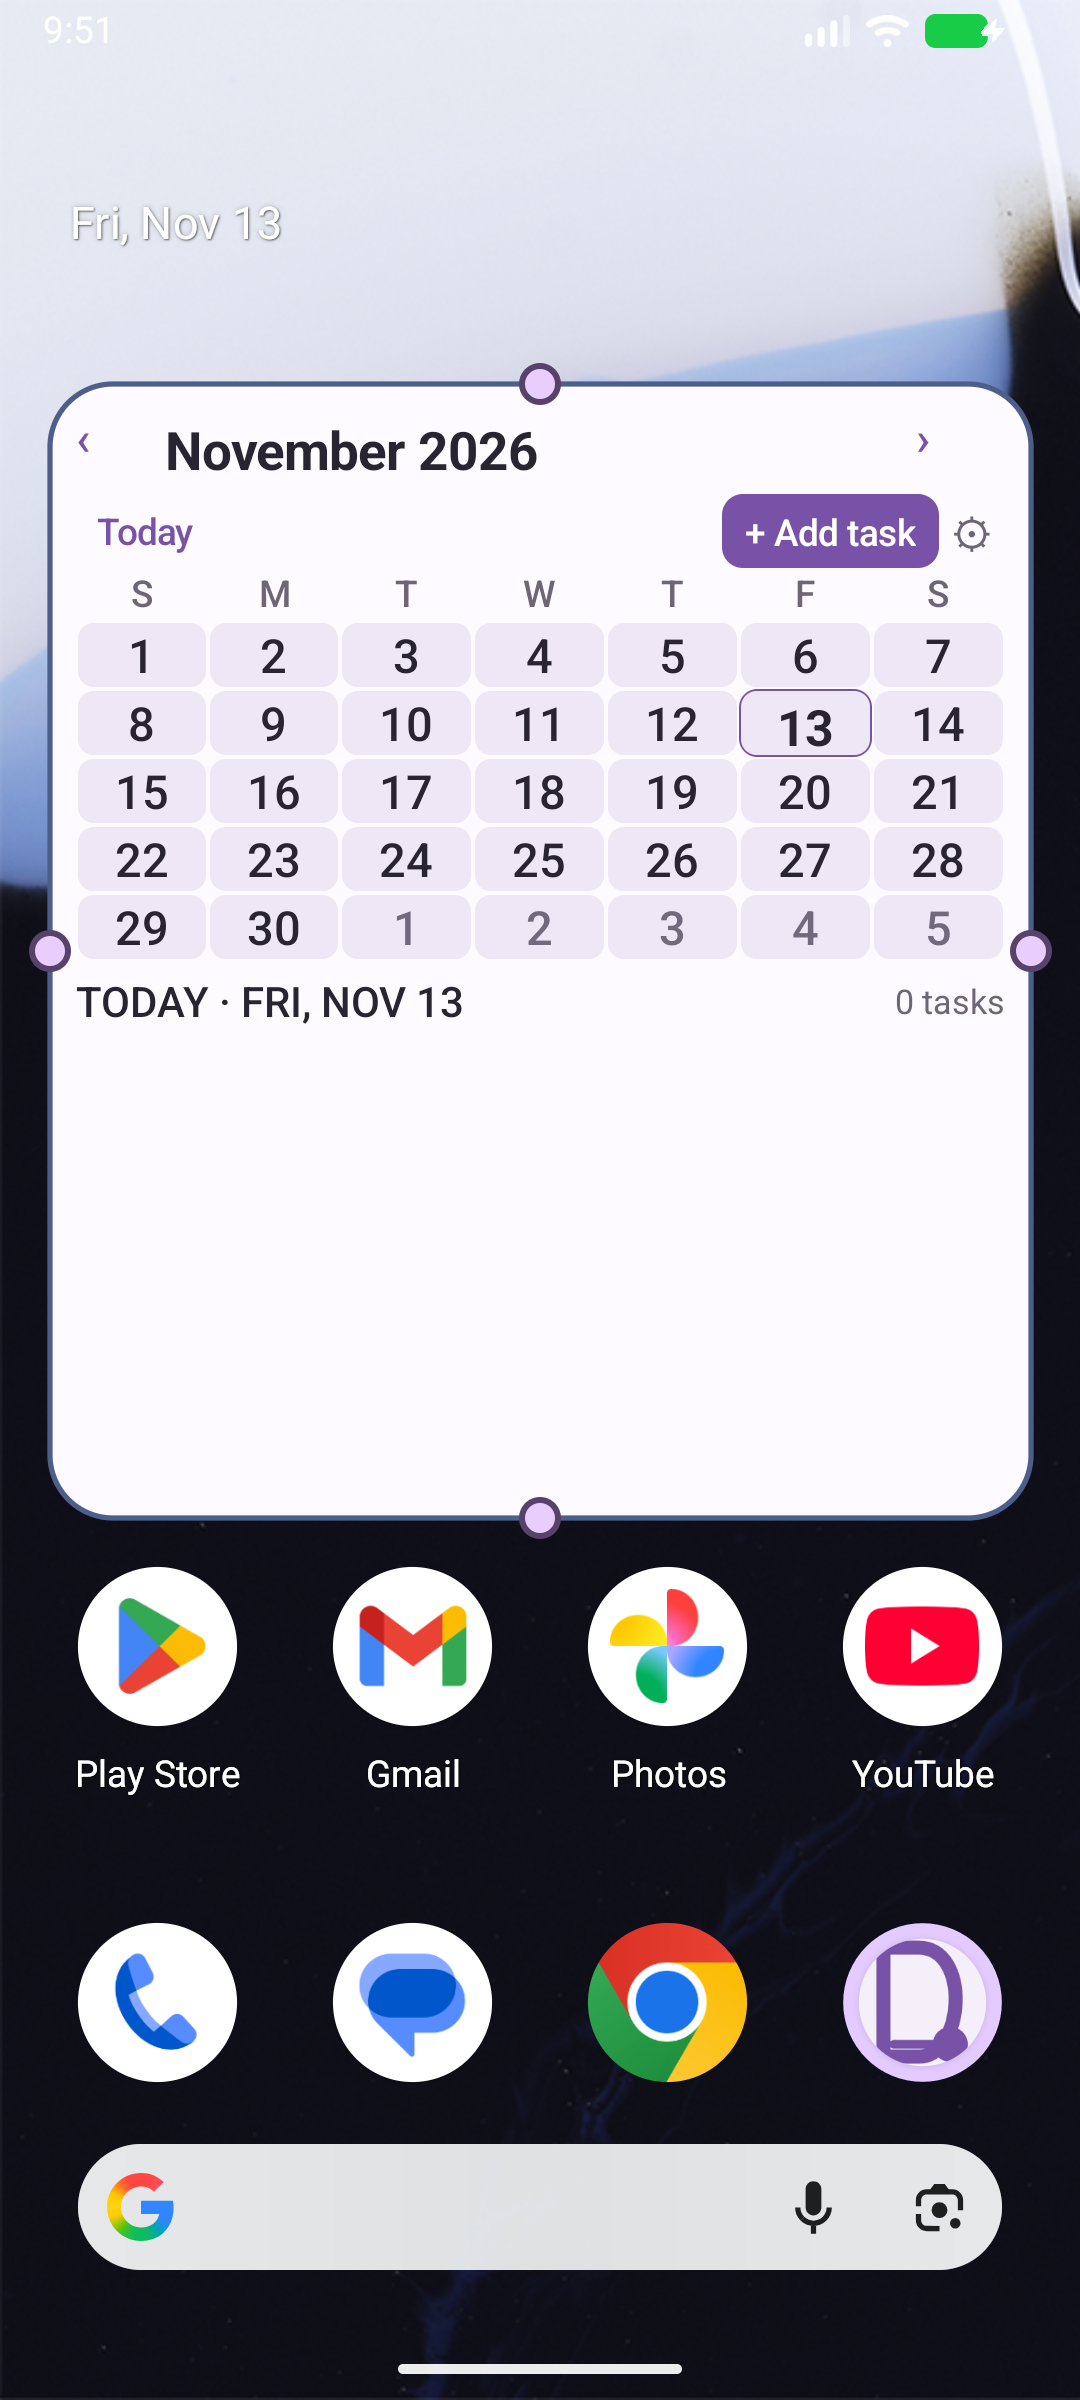 9:51
Fri, Nov 13
‹ November 2026 ›
Today + Add task
S M T W T F S
1 2 3 4 5 6 7
8 9 10 11 12 13 14
15 16 17 18 19 20 21
22 23 24 25 26 27 28
29 30 1 2 3 4 5
TODAY · FRI, NOV 13 0 tasks
Play Store Gmail Photos YouTube